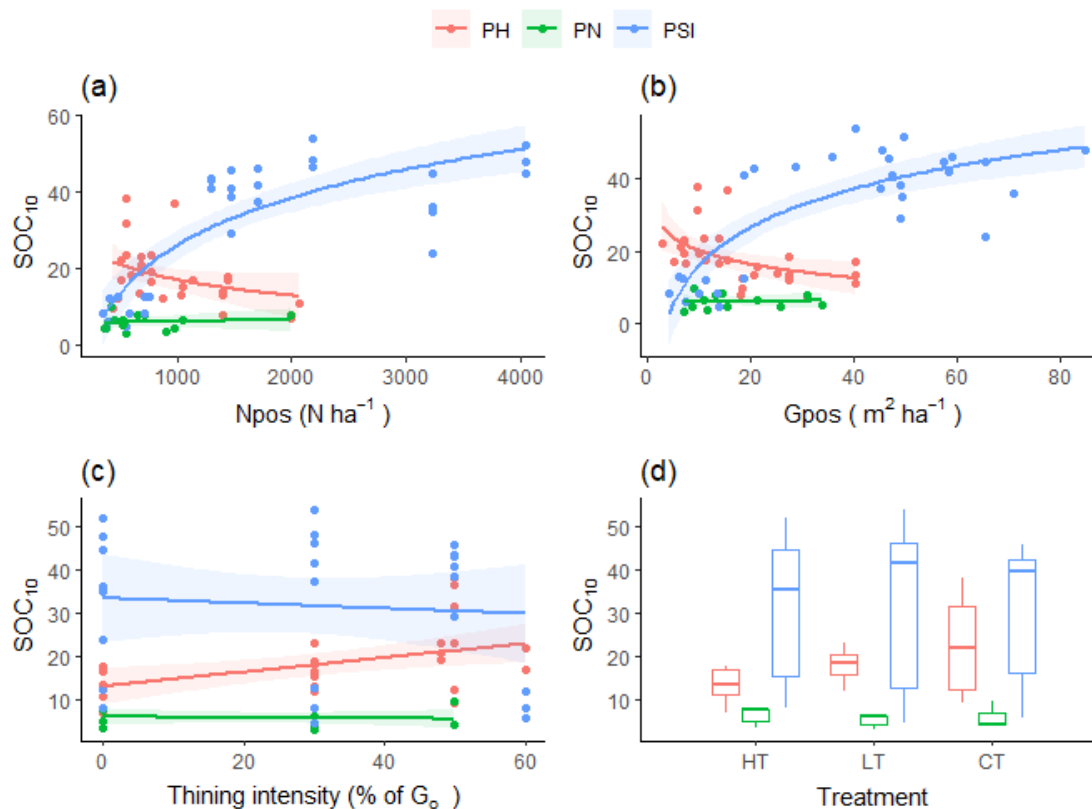 PH PN PSI
(a)
60
40
20
0
SOC10
1000 2000 3000 4000
Npos (N ha−1 )
(b)
40
20
0
SOC10
0 20 40 60 80
Gpos ( m2 ha−1 )
(c)
50
40
30
20
10
SOC10
0 20 40 60
Thining intensity (% of Go )
(d)
50
40
30
20
10
SOC10
HT LT CT
Treatment